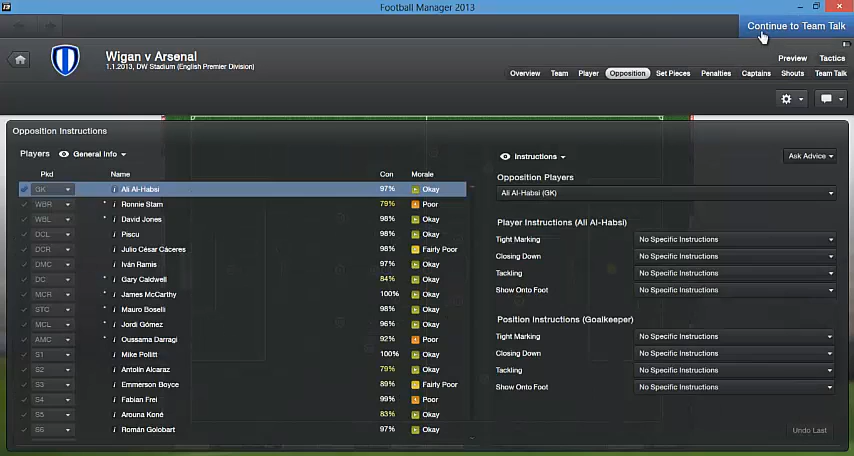 Football Manager 2013
Continue to Team Talk
Wigan v Arsenal
1.1.2013, DW Stadium (English Premier Division)
Preview Tactics
Overview Team Player Opposition Set Pieces Penalties Captains Shouts Team Talk
Opposition Instructions
Players General Info
Pkd Name Con Morale
GK i Ali Al-Habsi 97% Okay
WBR i Ronnie Stam 79% Poor
WBL i David Jones 98% Okay
DCL i Piscu 98% Okay
DCR i Julio César Cáceres 98% Fairly Poor
DMC i Iván Ramis 97% Okay
DC i Gary Caldwell 84% Okay
MCR i James McCarthy 100% Okay
STC i Mauro Boselli 98% Okay
MCL i Jordi Gómez 96% Okay
AMC i Oussama Darragi 92% Poor
S1 i Mike Pollitt 100% Okay
S2 i Antolín Alcaraz 79% Okay
S3 i Emmerson Boyce 89% Fairly Poor
S4 i Fabian Frei 99% Poor
S5 i Arouna Koné 83% Okay
S6 i Román Golobart 97% Okay
Instructions Ask Advice
Opposition Players
Ali Al-Habsi (GK)
Player Instructions (Ali Al-Habsi)
Tight Marking No Specific Instructions
Closing Down No Specific Instructions
Tackling No Specific Instructions
Show Onto Foot No Specific Instructions
Position Instructions (Goalkeeper)
Tight Marking No Specific Instructions
Closing Down No Specific Instructions
Tackling No Specific Instructions
Show Onto Foot No Specific Instructions
Undo Last